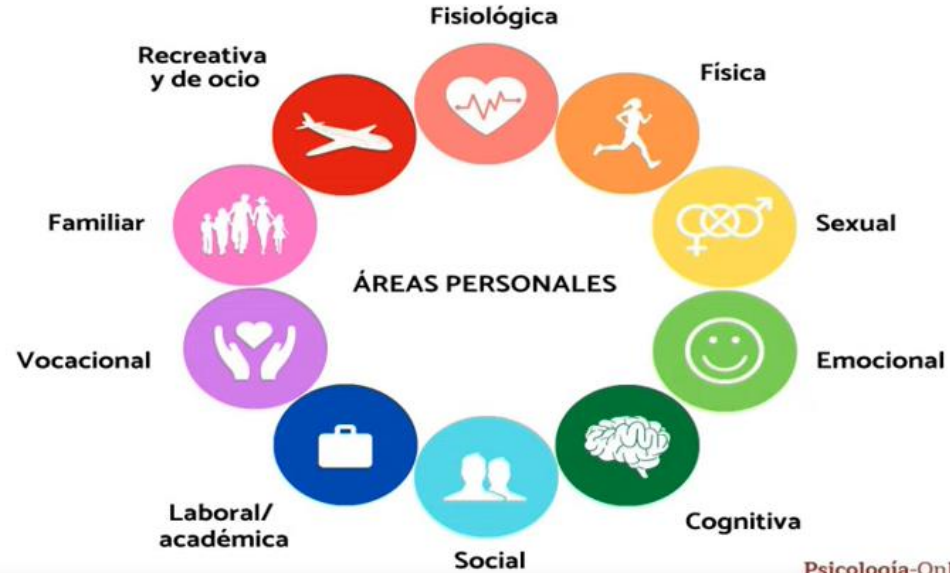 Fisiológica
Recreativa
y de ocio
Física
Familiar
Sexual
ÁREAS PERSONALES
Vocacional
Emocional
Laboral/
académica
Cognitiva
Social